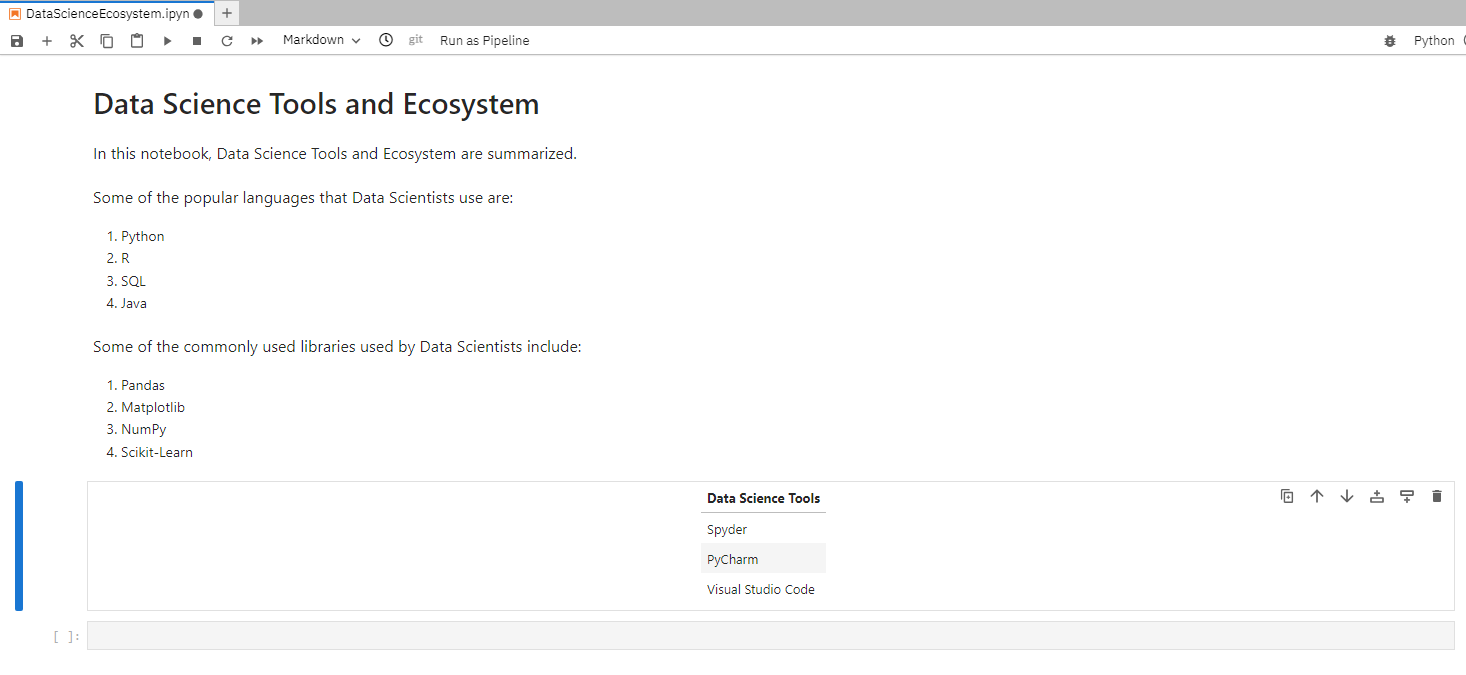 DataScienceEcosystem.ipyn
Markdown git Run as Pipeline Python
Data Science Tools and Ecosystem
In this notebook, Data Science Tools and Ecosystem are summarized.
Some of the popular languages that Data Scientists use are:
1. Python
2. R
3. SQL
4. Java
Some of the commonly used libraries used by Data Scientists include:
1. Pandas
2. Matplotlib
3. NumPy
4. Scikit-Learn
Data Science Tools
Spyder
PyCharm
Visual Studio Code
[ ]: